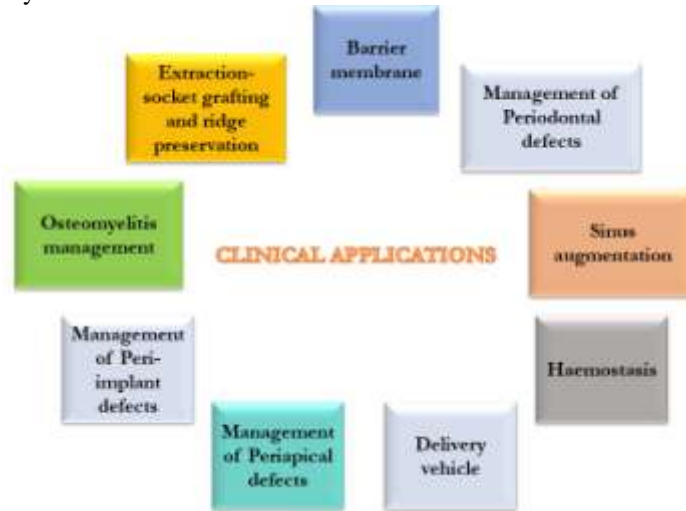 Barrier
membrane
Extraction-
socket grafting
and ridge
preservation
Management of
Periodontal
defects
Osteomyelitis
management
CLINICAL APPLICATIONS
Sinus
augmentation
Management
of Peri-
implant
defects
Haemostasis
Management
of Periapical
defects
Delivery
vehicle